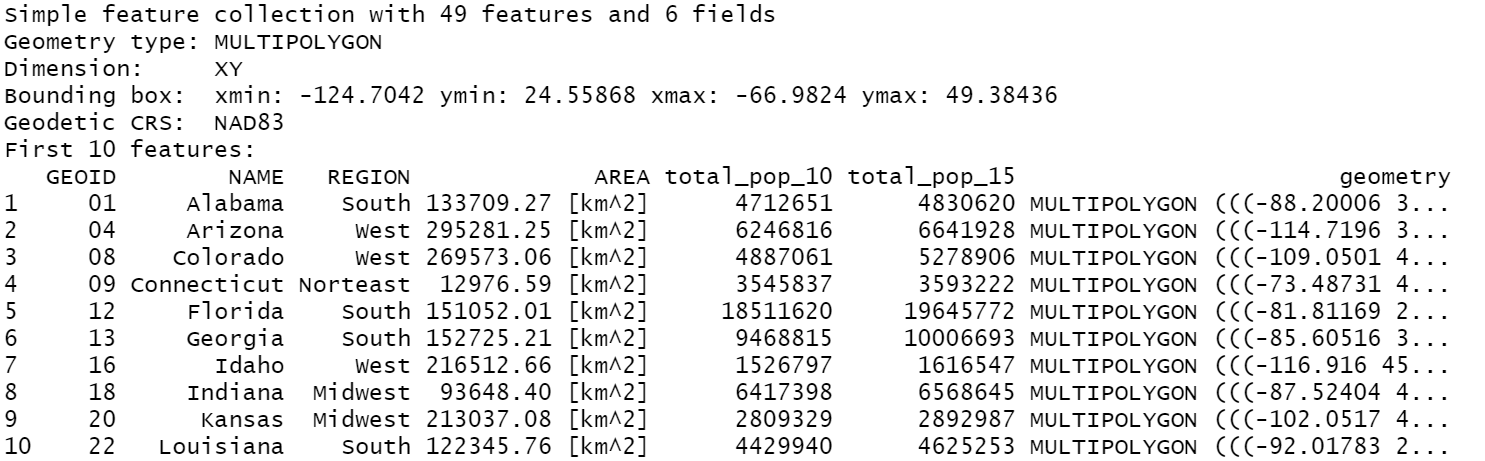 Simple feature collection with 49 features and 6 fields
Geometry type: MULTIPOLYGON
Dimension:     XY
Bounding box:  xmin: -124.7042 ymin: 24.55868 xmax: -66.9824 ymax: 49.38436
Geodetic CRS:  NAD83
First 10 features:
   GEOID        NAME   REGION             AREA total_pop_10 total_pop_15                       geometry
1     01     Alabama    South 133709.27 [km^2]      4712651      4830620 MULTIPOLYGON (((-88.20006 3...
2     04     Arizona     West 295281.25 [km^2]      6246816      6641928 MULTIPOLYGON (((-114.7196 3...
3     08    Colorado     West 269573.06 [km^2]      4887061      5278906 MULTIPOLYGON (((-109.0501 4...
4     09 Connecticut Norteast  12976.59 [km^2]      3545837      3593222 MULTIPOLYGON (((-73.48731 4...
5     12     Florida    South 151052.01 [km^2]     18511620     19645772 MULTIPOLYGON (((-81.81169 2...
6     13     Georgia    South 152725.21 [km^2]      9468815     10006693 MULTIPOLYGON (((-85.60516 3...
7     16       Idaho     West 216512.66 [km^2]      1526797      1616547 MULTIPOLYGON (((-116.916 45...
8     18     Indiana  Midwest  93648.40 [km^2]      6417398      6568645 MULTIPOLYGON (((-87.52404 4...
9     20      Kansas  Midwest 213037.08 [km^2]      2809329      2892987 MULTIPOLYGON (((-102.0517 4...
10    22   Louisiana    South 122345.76 [km^2]      4429940      4625253 MULTIPOLYGON (((-92.01783 2...